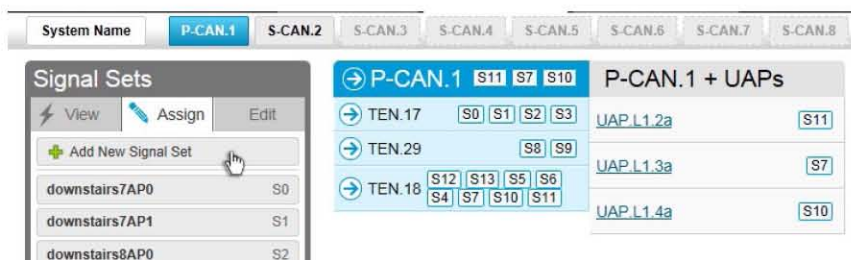 System Name P-CAN.1 S-CAN.2 S-CAN.3 S-CAN.4 S-CAN.5 S-CAN.6 S-CAN.7 S-CAN.8
Signal Sets
View Assign Edit
Add New Signal Set
downstairs7AP0 S0
downstairs7AP1 S1
downstairs8AP0 S2
P-CAN.1 S11 S7 S10
TEN.17 S0 S1 S2 S3
TEN.29 S8 S9
TEN.18 S12 S13 S5 S6
S4 S7 S10 S11
P-CAN.1 + UAPs
UAP.L1.2a S11
UAP.L1.3a S7
UAP.L1.4a S10